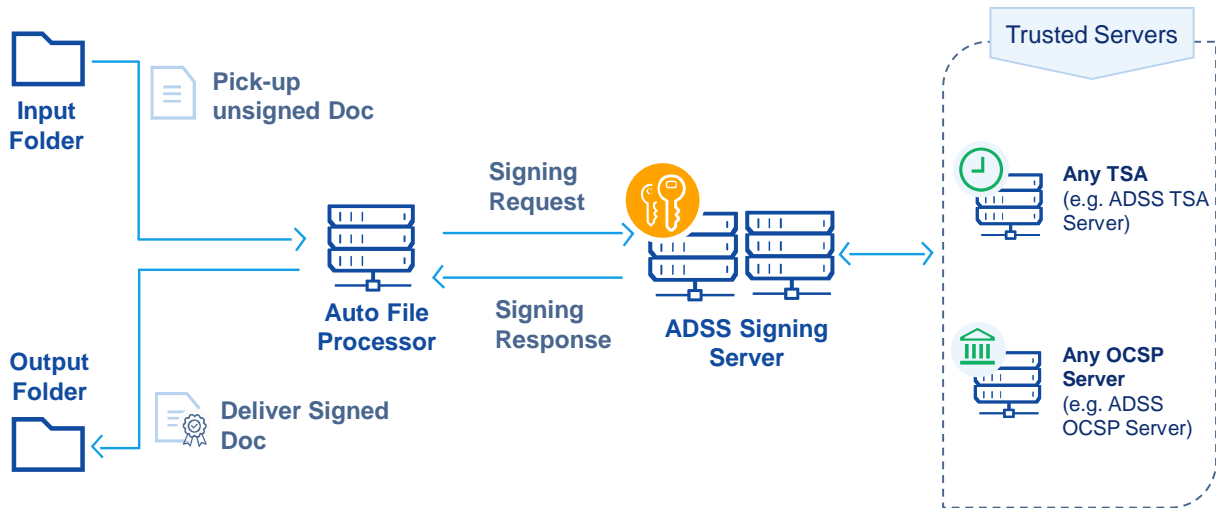 Input
Folder
Pick-up
unsigned Doc
Auto File
Processor
Output
Folder
Deliver Signed
Doc
Signing
Request
Signing
Response
ADSS Signing
Server
Trusted Servers
Any TSA
(e.g. ADSS TSA
Server)
Any OCSP
Server
(e.g. ADSS
OCSP Server)